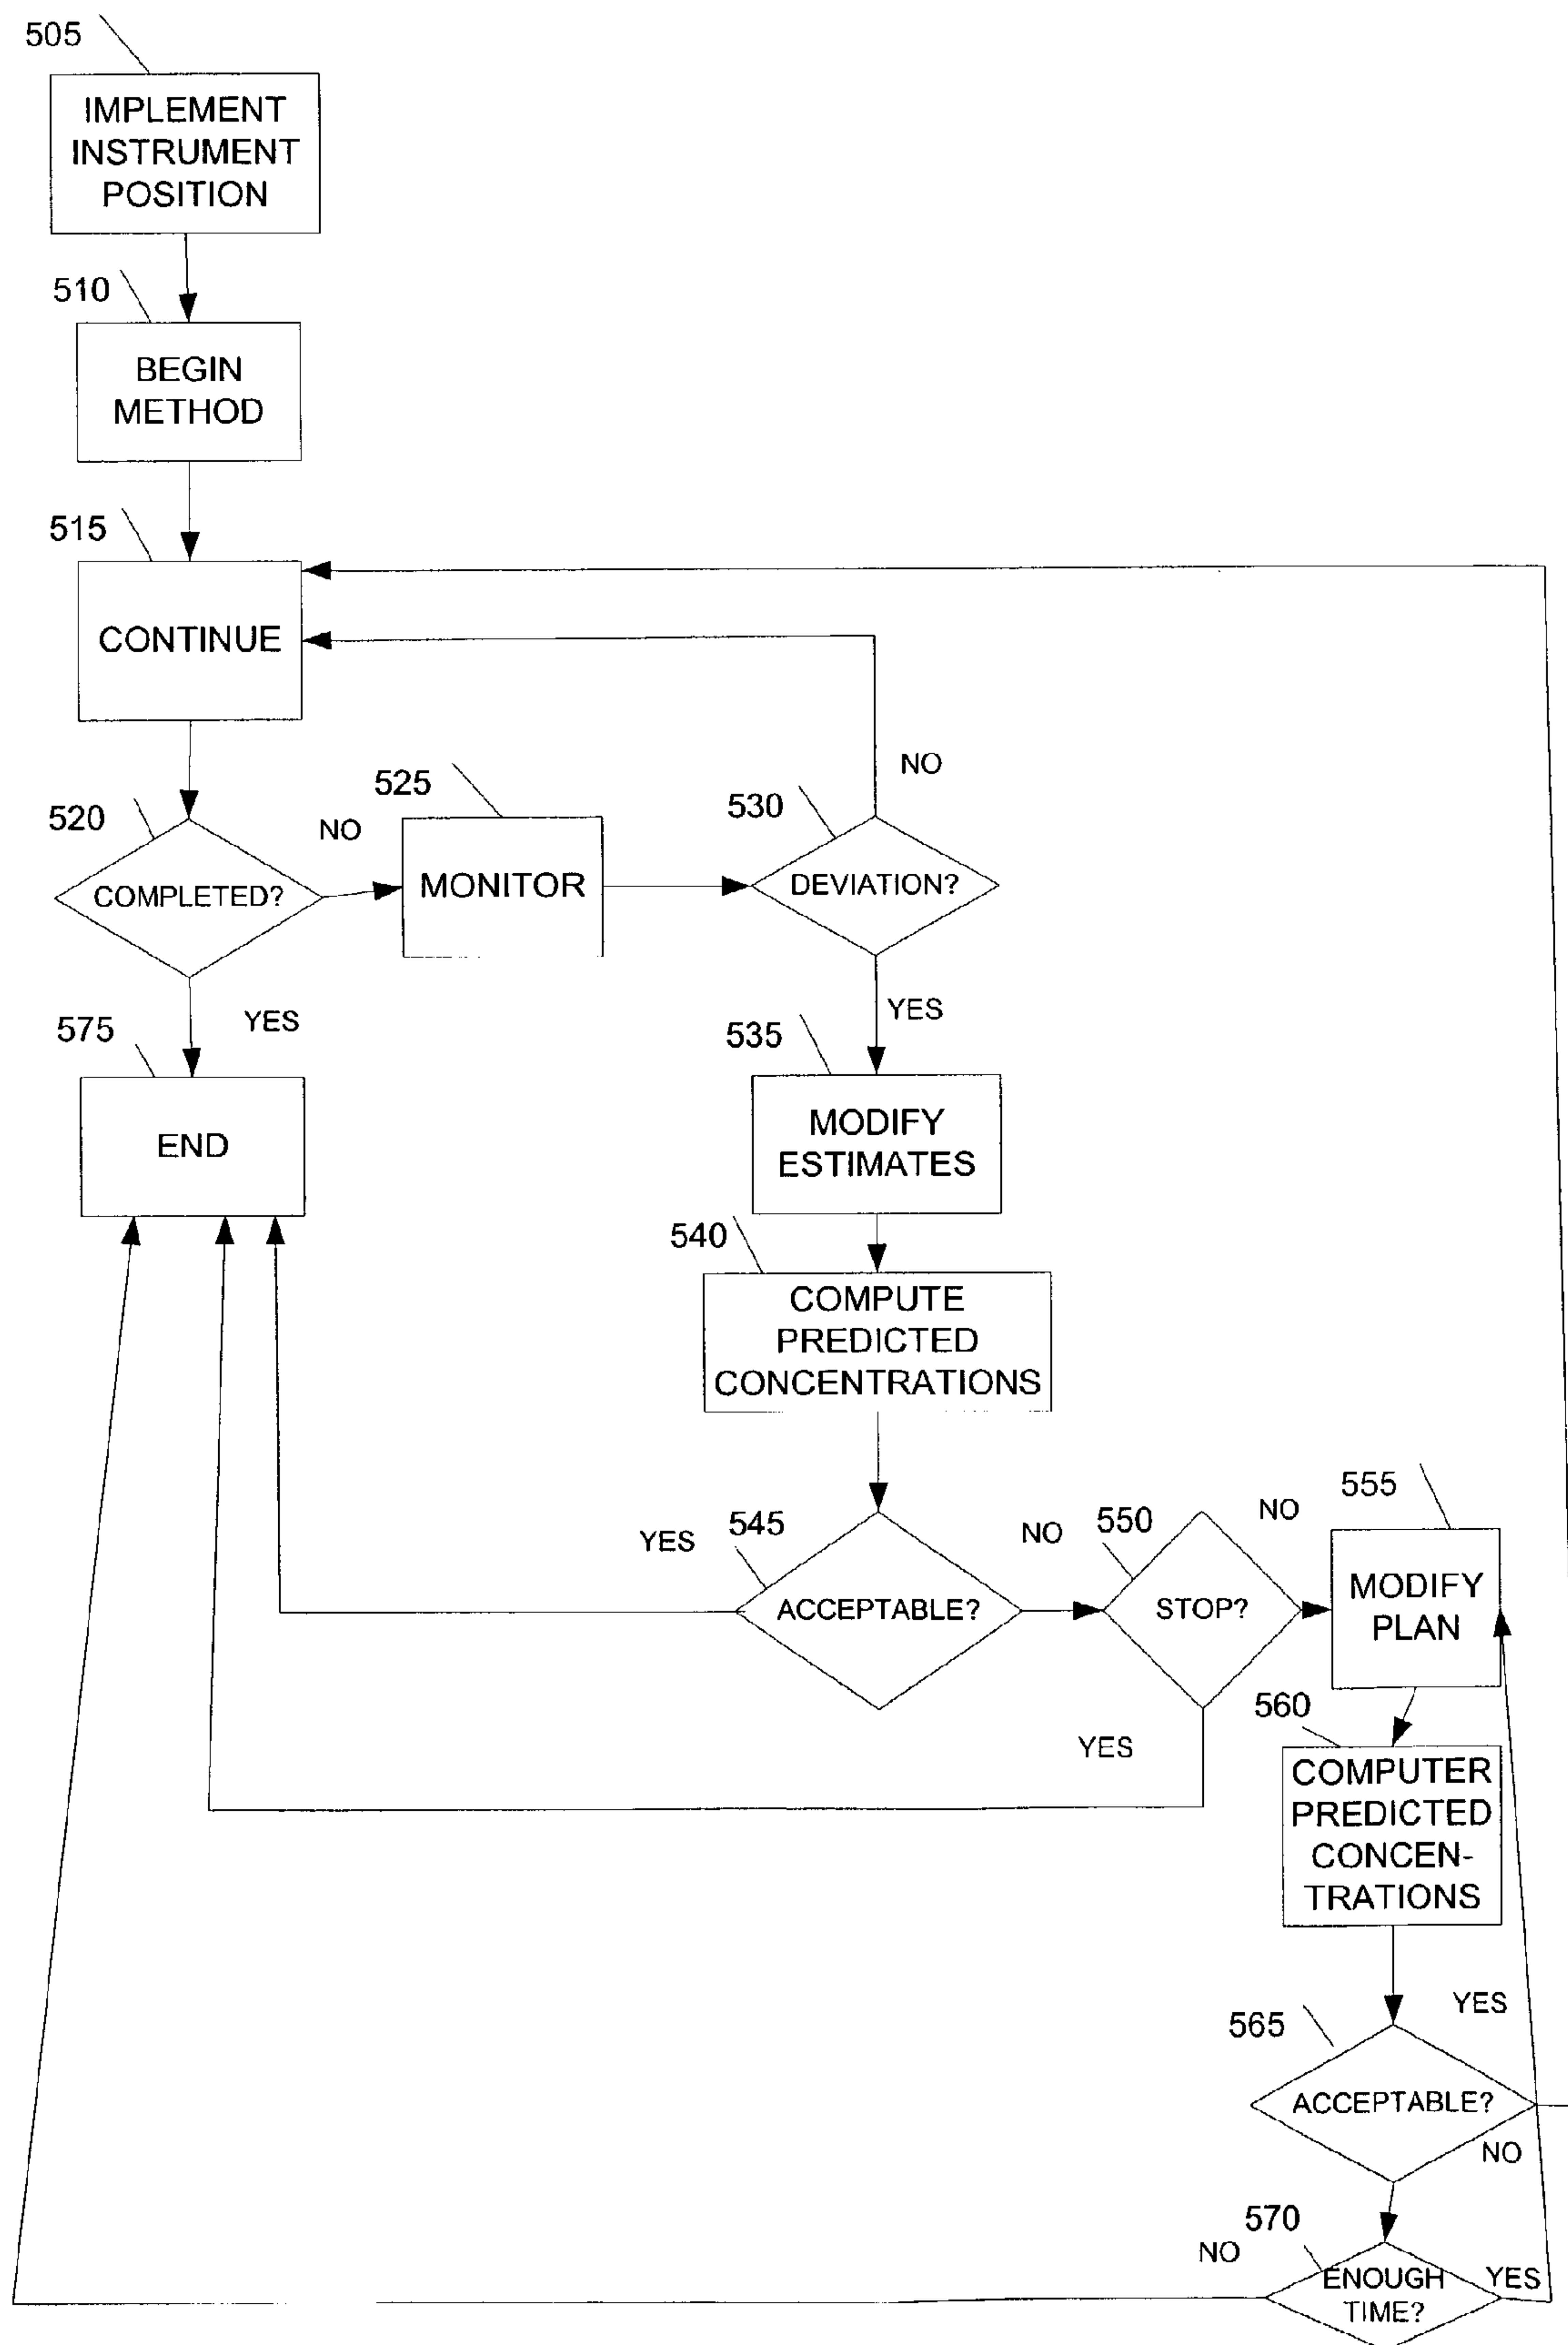 505
IMPLEMENT
INSTRUMENT
POSITION
510
BEGIN
METHOD
515
CONTINUE
520
COMPLETED?
NO
525
MONITOR
530
DEVIATION?
NO
YES
575
END
YES
535
MODIFY
ESTIMATES
540
COMPUTE
PREDICTED
CONCENTRATIONS
545
ACCEPTABLE?
YES
NO
550
STOP?
NO
YES
555
MODIFY
PLAN
560
COMPUTER
PREDICTED
CONCEN-
TRATIONS
565
ACCEPTABLE?
YES
NO
570
ENOUGH
TIME?
NO
YES